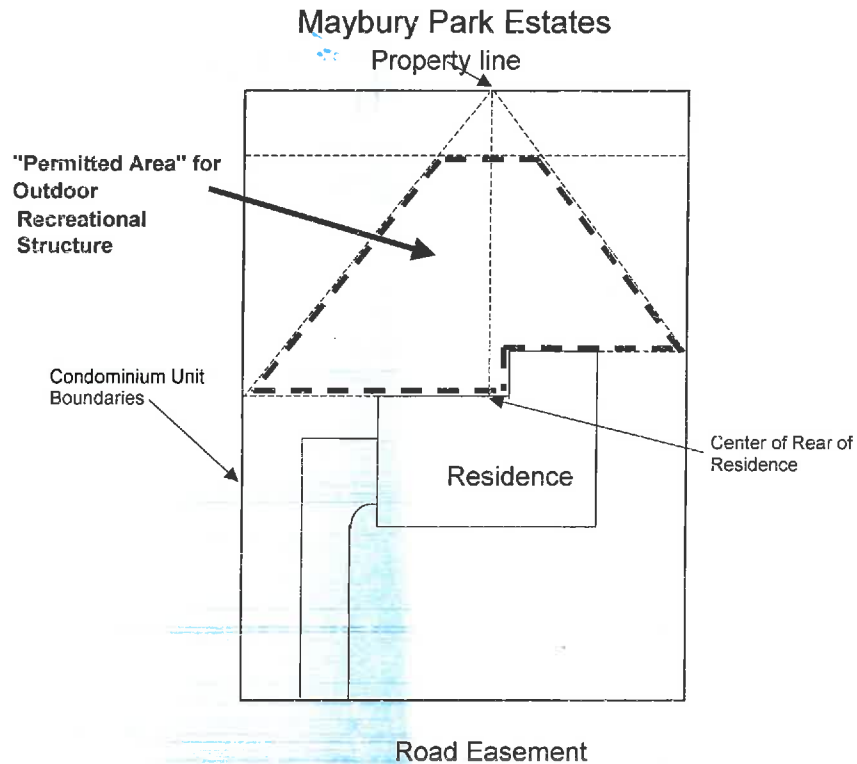 Maybury Park Estates
Property line
"Permitted Area" for
Outdoor
Recreational
Structure
Condominium Unit
Boundaries
Center of Rear of
Residence
Residence
Road Easement